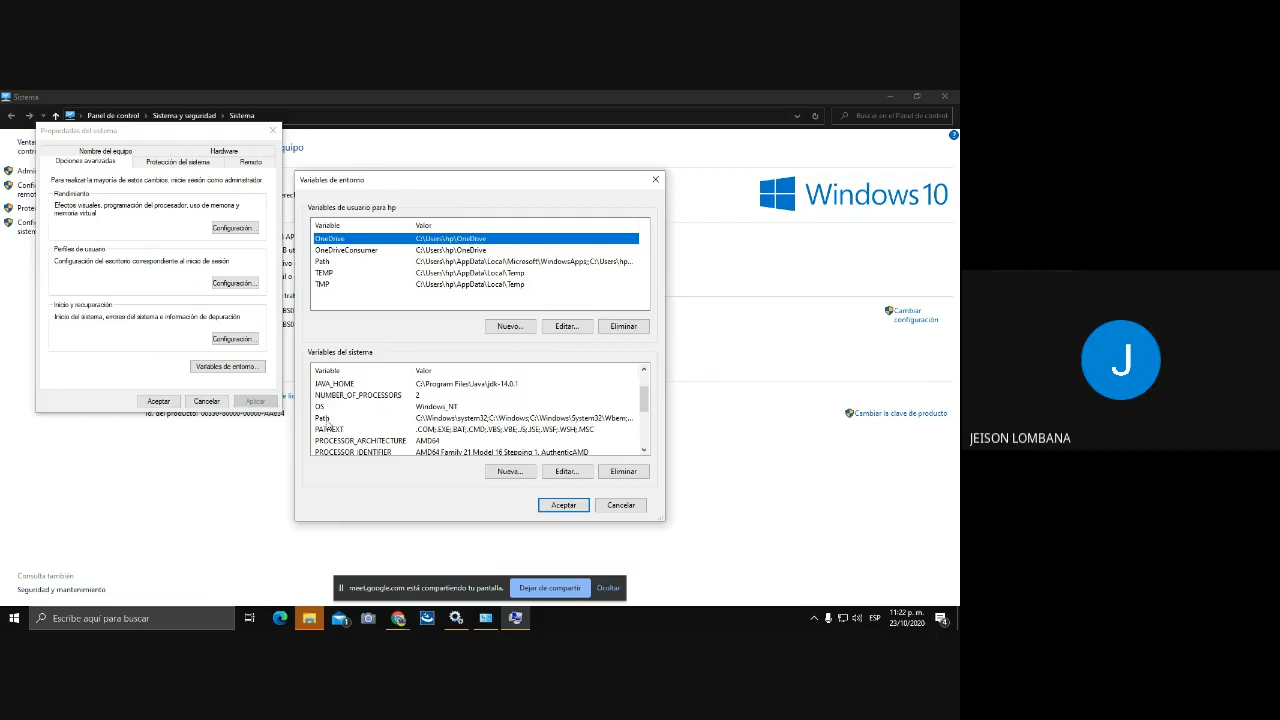 Sistema
Panel de control
Sistema y seguridad
Sistema
Buscar en el Panel de control
Propiedades del sistema
Nombre del equipo
Hardware
Opciones avanzadas
Protección del sistema
Remoto
Para realizar la mayoría de estos cambios, inicie sesión como administrador
Rendimiento
Efectos visuales, programación del procesador, uso de memoria y
memoria virtual
Configuración...
Perfiles de usuario
Configuración del escritorio correspondiente al inicio de sesión
Configuración...
Inicio y recuperación
Inicio del sistema, errores del sistema e información de depuración
Configuración...
Variables de entorno...
Aceptar
Cancelar
Aplicar
Variables de entorno
Variables de usuario para hp
Variable Valor
OneDrive C:\Users\hp\OneDrive
OneDriveConsumer C:\Users\hp\OneDrive
Path C:\Users\hp\AppData\Local\Microsoft\WindowsApps;C:\Users\hp...
TEMP C:\Users\hp\AppData\Local\Temp
TMP C:\Users\hp\AppData\Local\Temp
Nuevo... Editar... Eliminar
Variables del sistema
Variable Valor
JAVA_HOME C:\Program Files\Java\jdk-14.0.1
NUMBER_OF_PROCESSORS 2
OS Windows_NT
Path C:\Windows\system32;C:\Windows;C:\Windows\System32\Wbem;...
PATHEXT .COM;.EXE;.BAT;.CMD;.VBS;.VBE;.JS;.JSE;.WSF;.WSH;.MSC
PROCESSOR_ARCHITECTURE AMD64
PROCESSOR_IDENTIFIER AMD64 Family 21 Model 16 Stepping 1, AuthenticAMD
Nueva... Editar... Eliminar
Aceptar Cancelar
Windows 10
Cambiar
configuración
Cambiar la clave de producto
Consulta también
Seguridad y mantenimiento
meet.google.com está compartiendo tu pantalla.
Dejar de compartir
Ocultar
Escribe aquí para buscar
ESP
11:22 p. m.
23/10/2020
4
J
JEISON LOMBANA